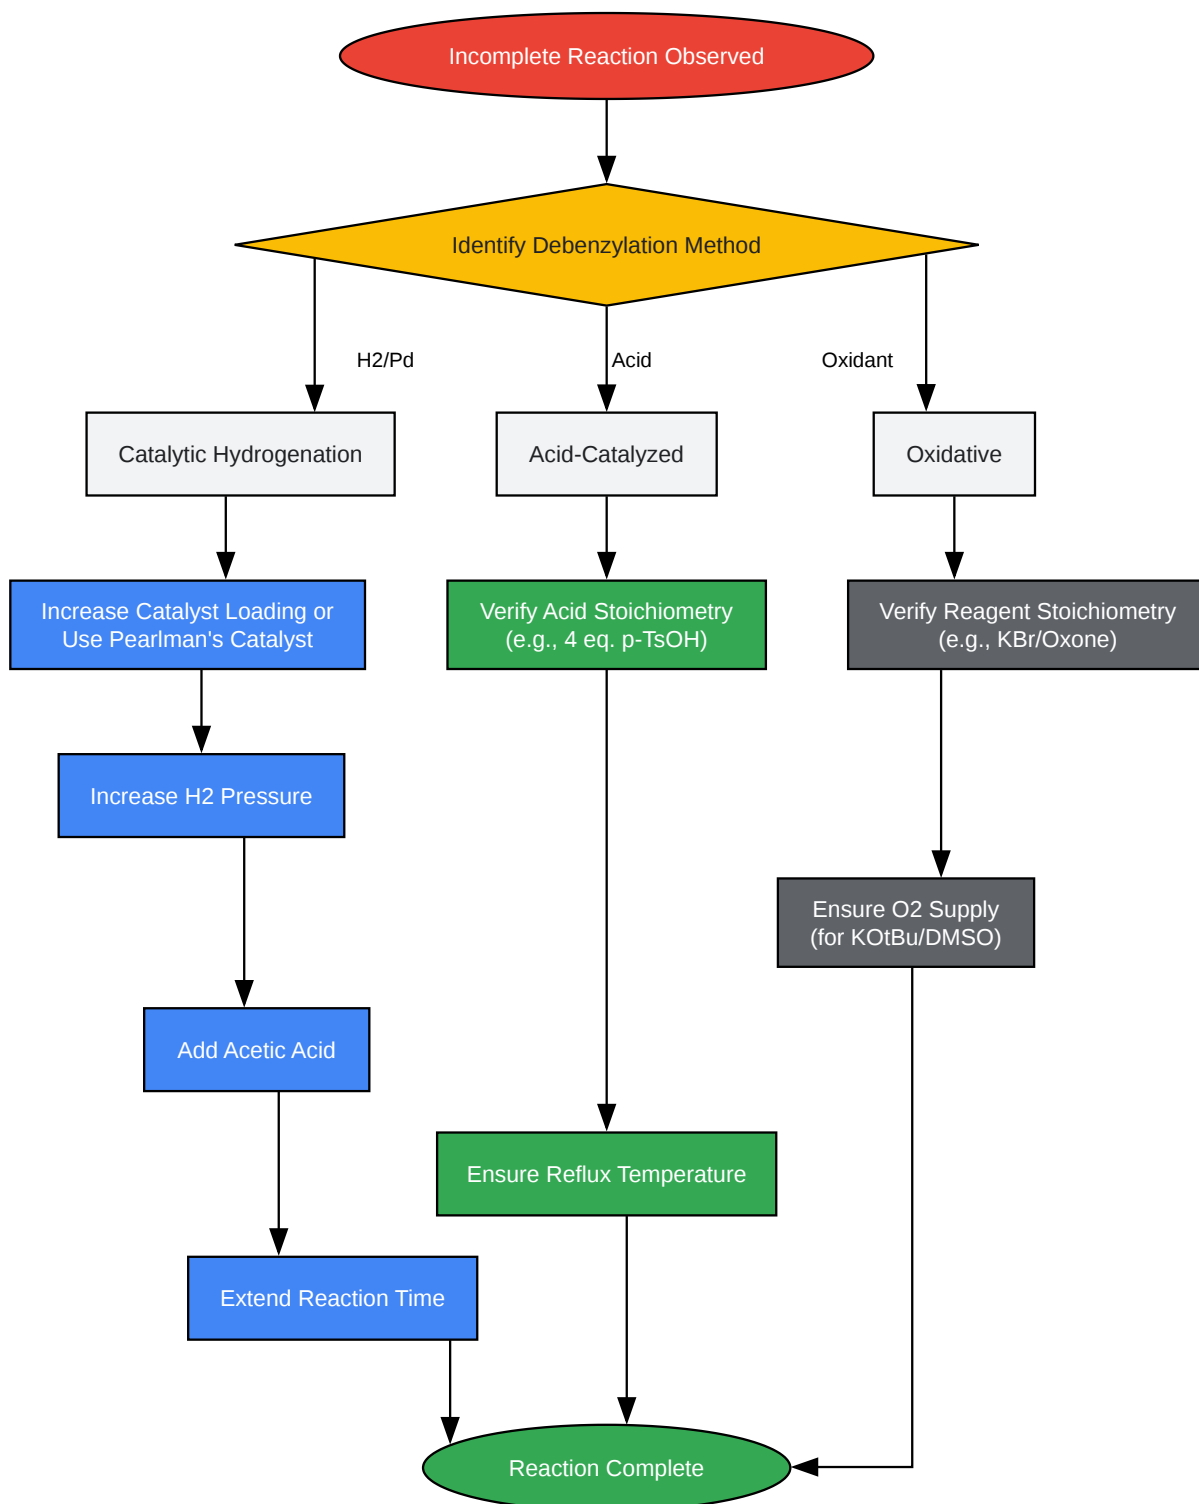 Incomplete Reaction Observed
Identify Debenzylation Method
H2/Pd
Acid
Oxidant
Catalytic Hydrogenation
Acid-Catalyzed
Oxidative
Increase Catalyst Loading or
Use Pearlman's Catalyst
Verify Acid Stoichiometry
(e.g., 4 eq. p-TsOH)
Verify Reagent Stoichiometry
(e.g., KBr/Oxone)
Increase H2 Pressure
Ensure O2 Supply
(for KOtBu/DMSO)
Add Acetic Acid
Ensure Reflux Temperature
Extend Reaction Time
Reaction Complete